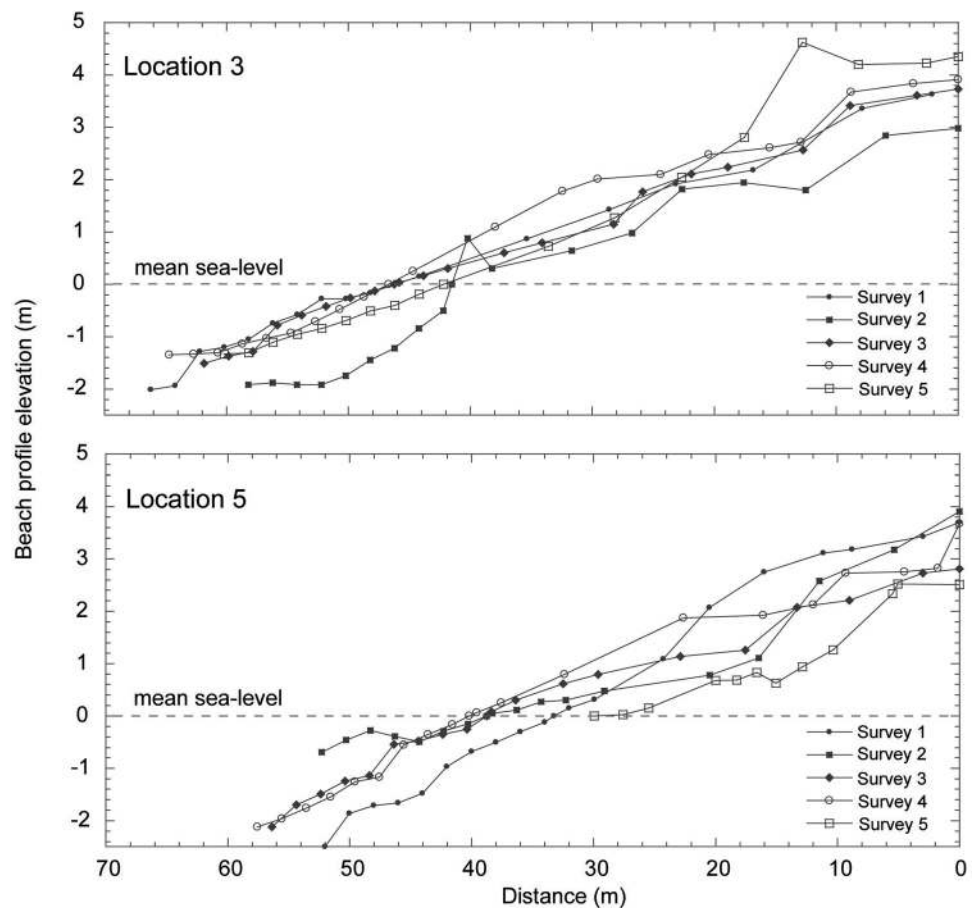 5
4
3
2
1
0
-1
-2
Location 3
mean sea-level
Survey 1
Survey 2
Survey 3
Survey 4
Survey 5
Beach profile elevation (m)
5
4
3
2
1
0
-1
-2
Location 5
mean sea-level
Survey 1
Survey 2
Survey 3
Survey 4
Survey 5
70 60 50 40 30 20 10 0
Distance (m)